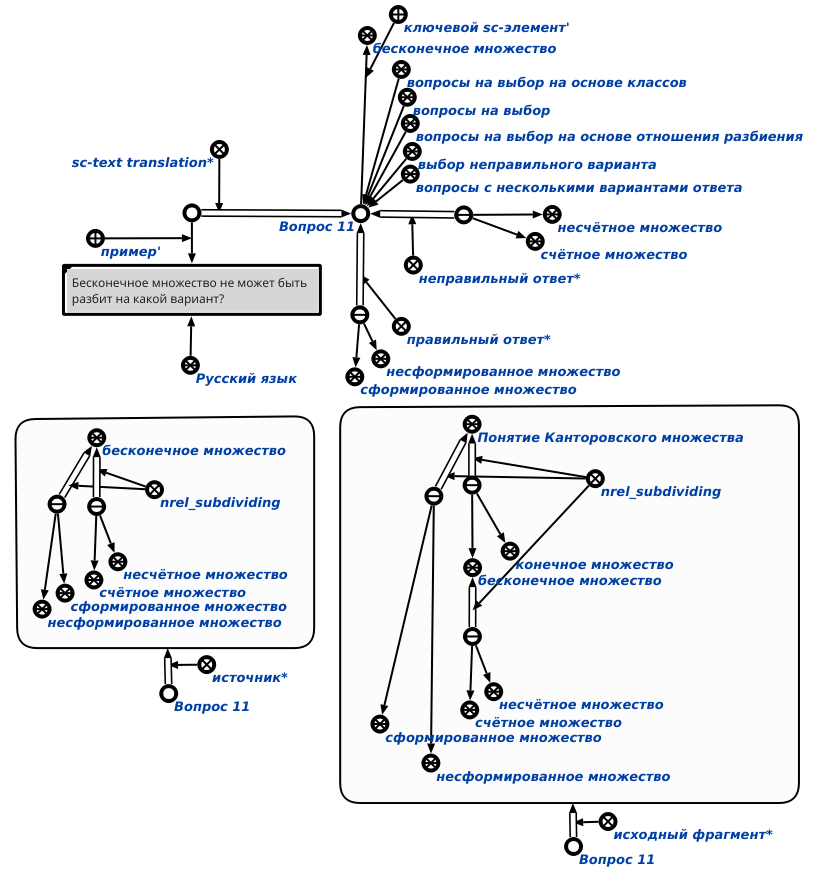 ключевой sc-элемент'
бесконечное множество
вопросы на выбор на основе классов
вопросы на выбор
вопросы на выбор на основе отношения разбиения
выбор неправильного варианта
вопросы с несколькими вариантами ответа
sc-text translation*
Вопрос 11
несчётное множество
счётное множество
пример'
неправильный ответ*
Бесконечное множество не может быть
разбит на какой вариант?
правильный ответ*
Русский язык
несформированное множество
сформированное множество
бесконечное множество
nrel_subdividing
несчётное множество
счётное множество
сформированное множество
несформированное множество
источник*
Вопрос 11
Понятие Канторовского множества
nrel_subdividing
конечное множество
бесконечное множество
несчётное множество
счётное множество
сформированное множество
несформированное множество
исходный фрагмент*
Вопрос 11